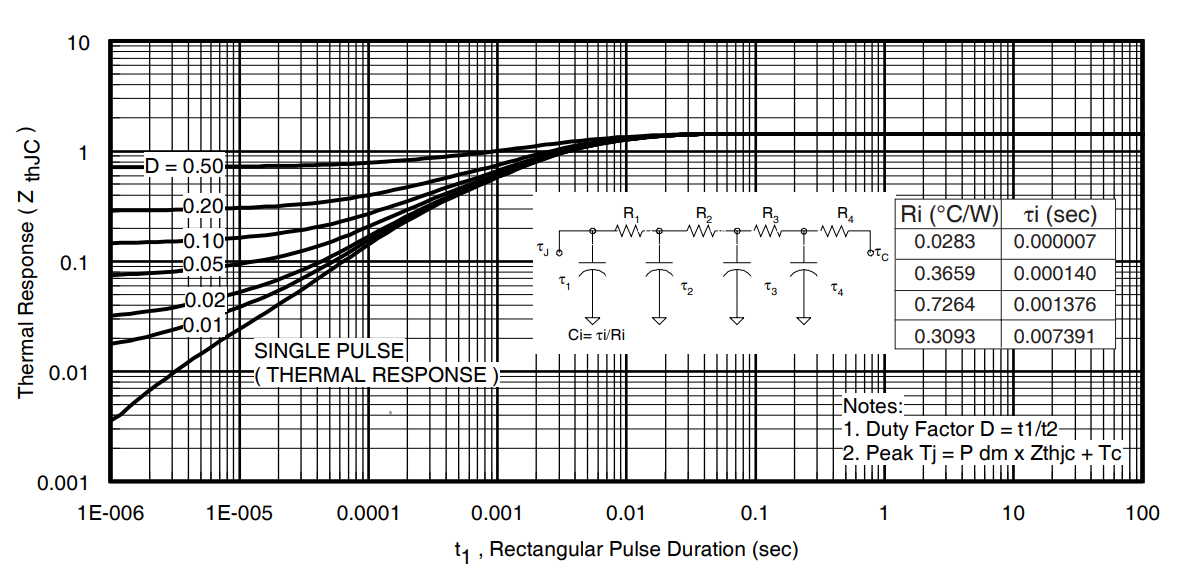 10
1
0.1
0.01
0.001
Thermal Response ( Z thJC )
D = 0.50
0.20
0.10
0.05
0.02
0.01
SINGLE PULSE
( THERMAL RESPONSE )
R1 R2 R3 R4
τJ τC
τ1 τ2 τ3 τ4
Ci= τi/Ri
Ri (°C/W) τi (sec)
0.0283 0.000007
0.3659 0.000140
0.7264 0.001376
0.3093 0.007391
Notes:
1. Duty Factor D = t1/t2
2. Peak Tj = P dm x Zthjc + Tc
1E-006 1E-005 0.0001 0.001 0.01 0.1 1 10 100
t1 , Rectangular Pulse Duration (sec)